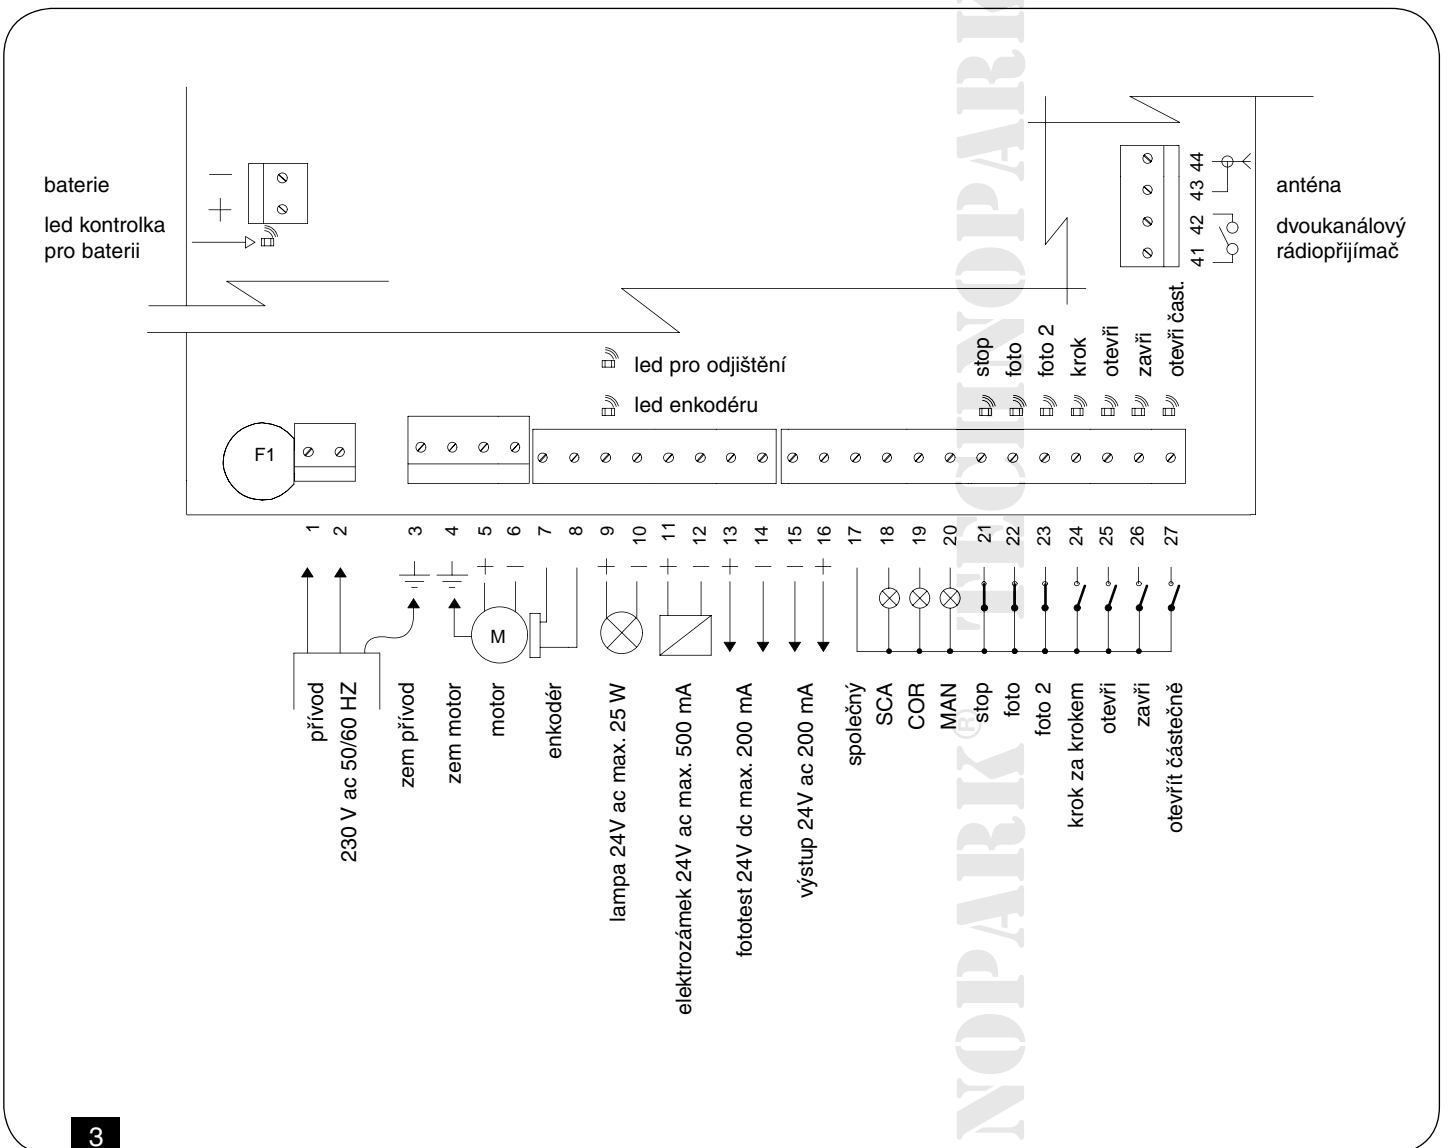 TECHNOPARK
NOPARK®
baterie
led kontrolka
pro baterii
44
43
42
41
anténa
dvoukanálový
rádiopřijímač
led pro odjištění
led enkodéru
stop
foto
foto 2
krok
otevři
zavři
otevři část.
F1
1
2
3
4
5
6
7
8
9
10
11
12
13
14
15
16
17
18
19
20
21
22
23
24
25
26
27
M
přívod
230 V ac 50/60 HZ
zem přívod
zem motor
motor
enkodér
lampa 24V ac max. 25 W
elektrozámek 24V ac max. 500 mA
fototest 24V dc max. 200 mA
výstup 24V ac 200 mA
společný
SCA
COR
MAN
stop
foto
foto 2
krok za krokem
otevři
zavři
otevřít částečně
3